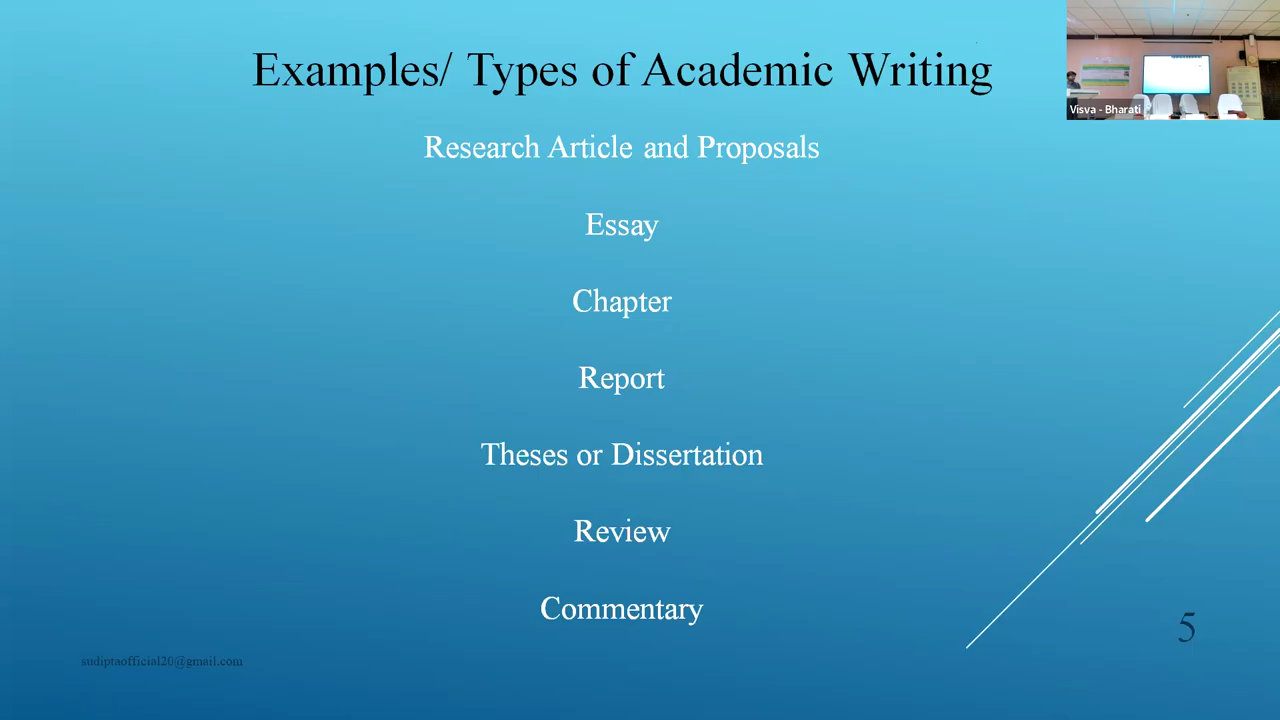 Examples/ Types of Academic Writing
Research Article and Proposals
Essay
Chapter
Report
Theses or Dissertation
Review
Commentary
sudiptaofficial20@gmail.com
5
Visva - Bharati